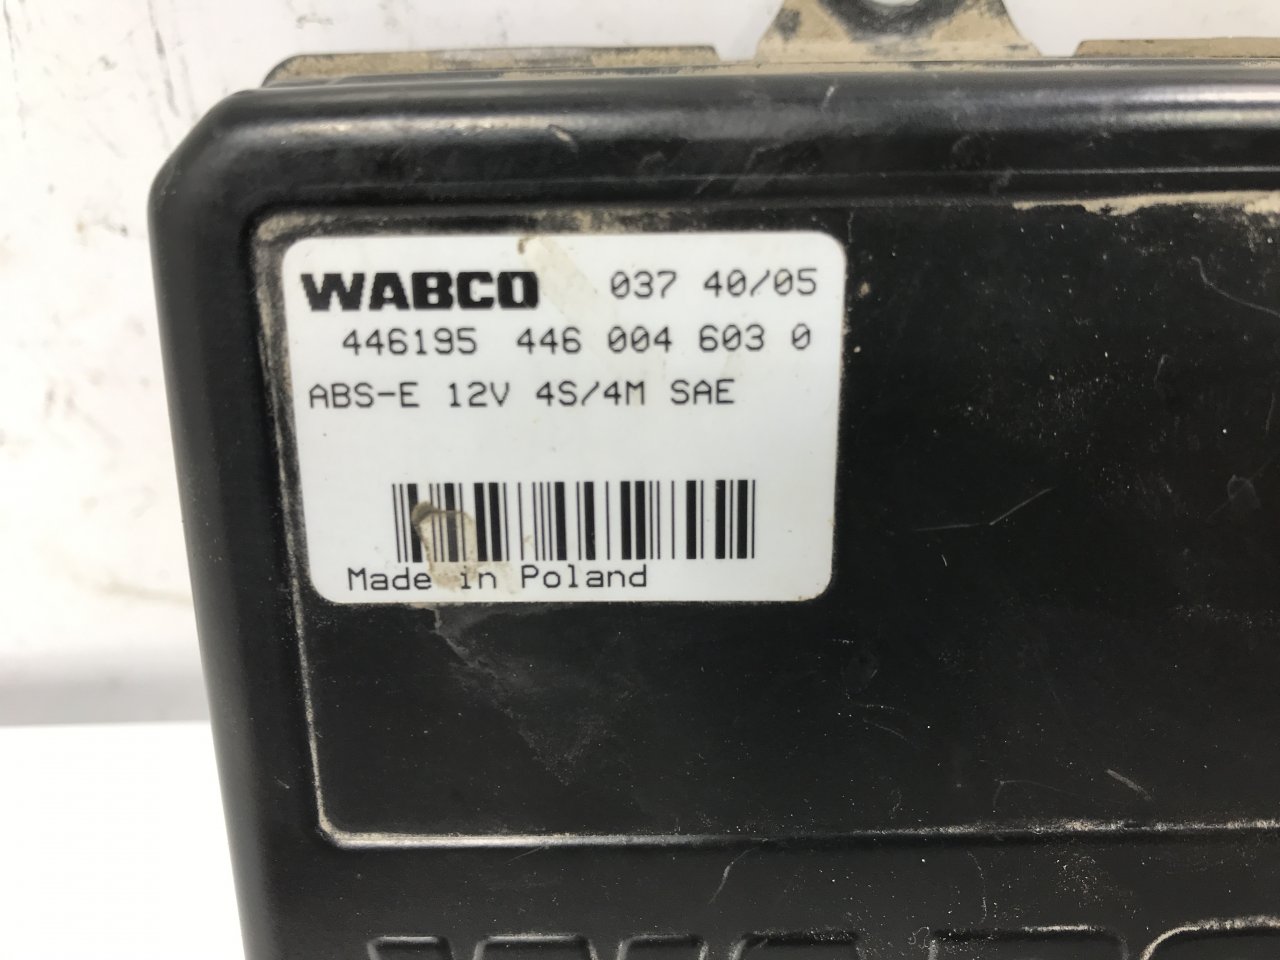 WABCO 037 40/05
446195 446 004 603 0
ABS-E 12V 4S/4M SAE
Made in Poland